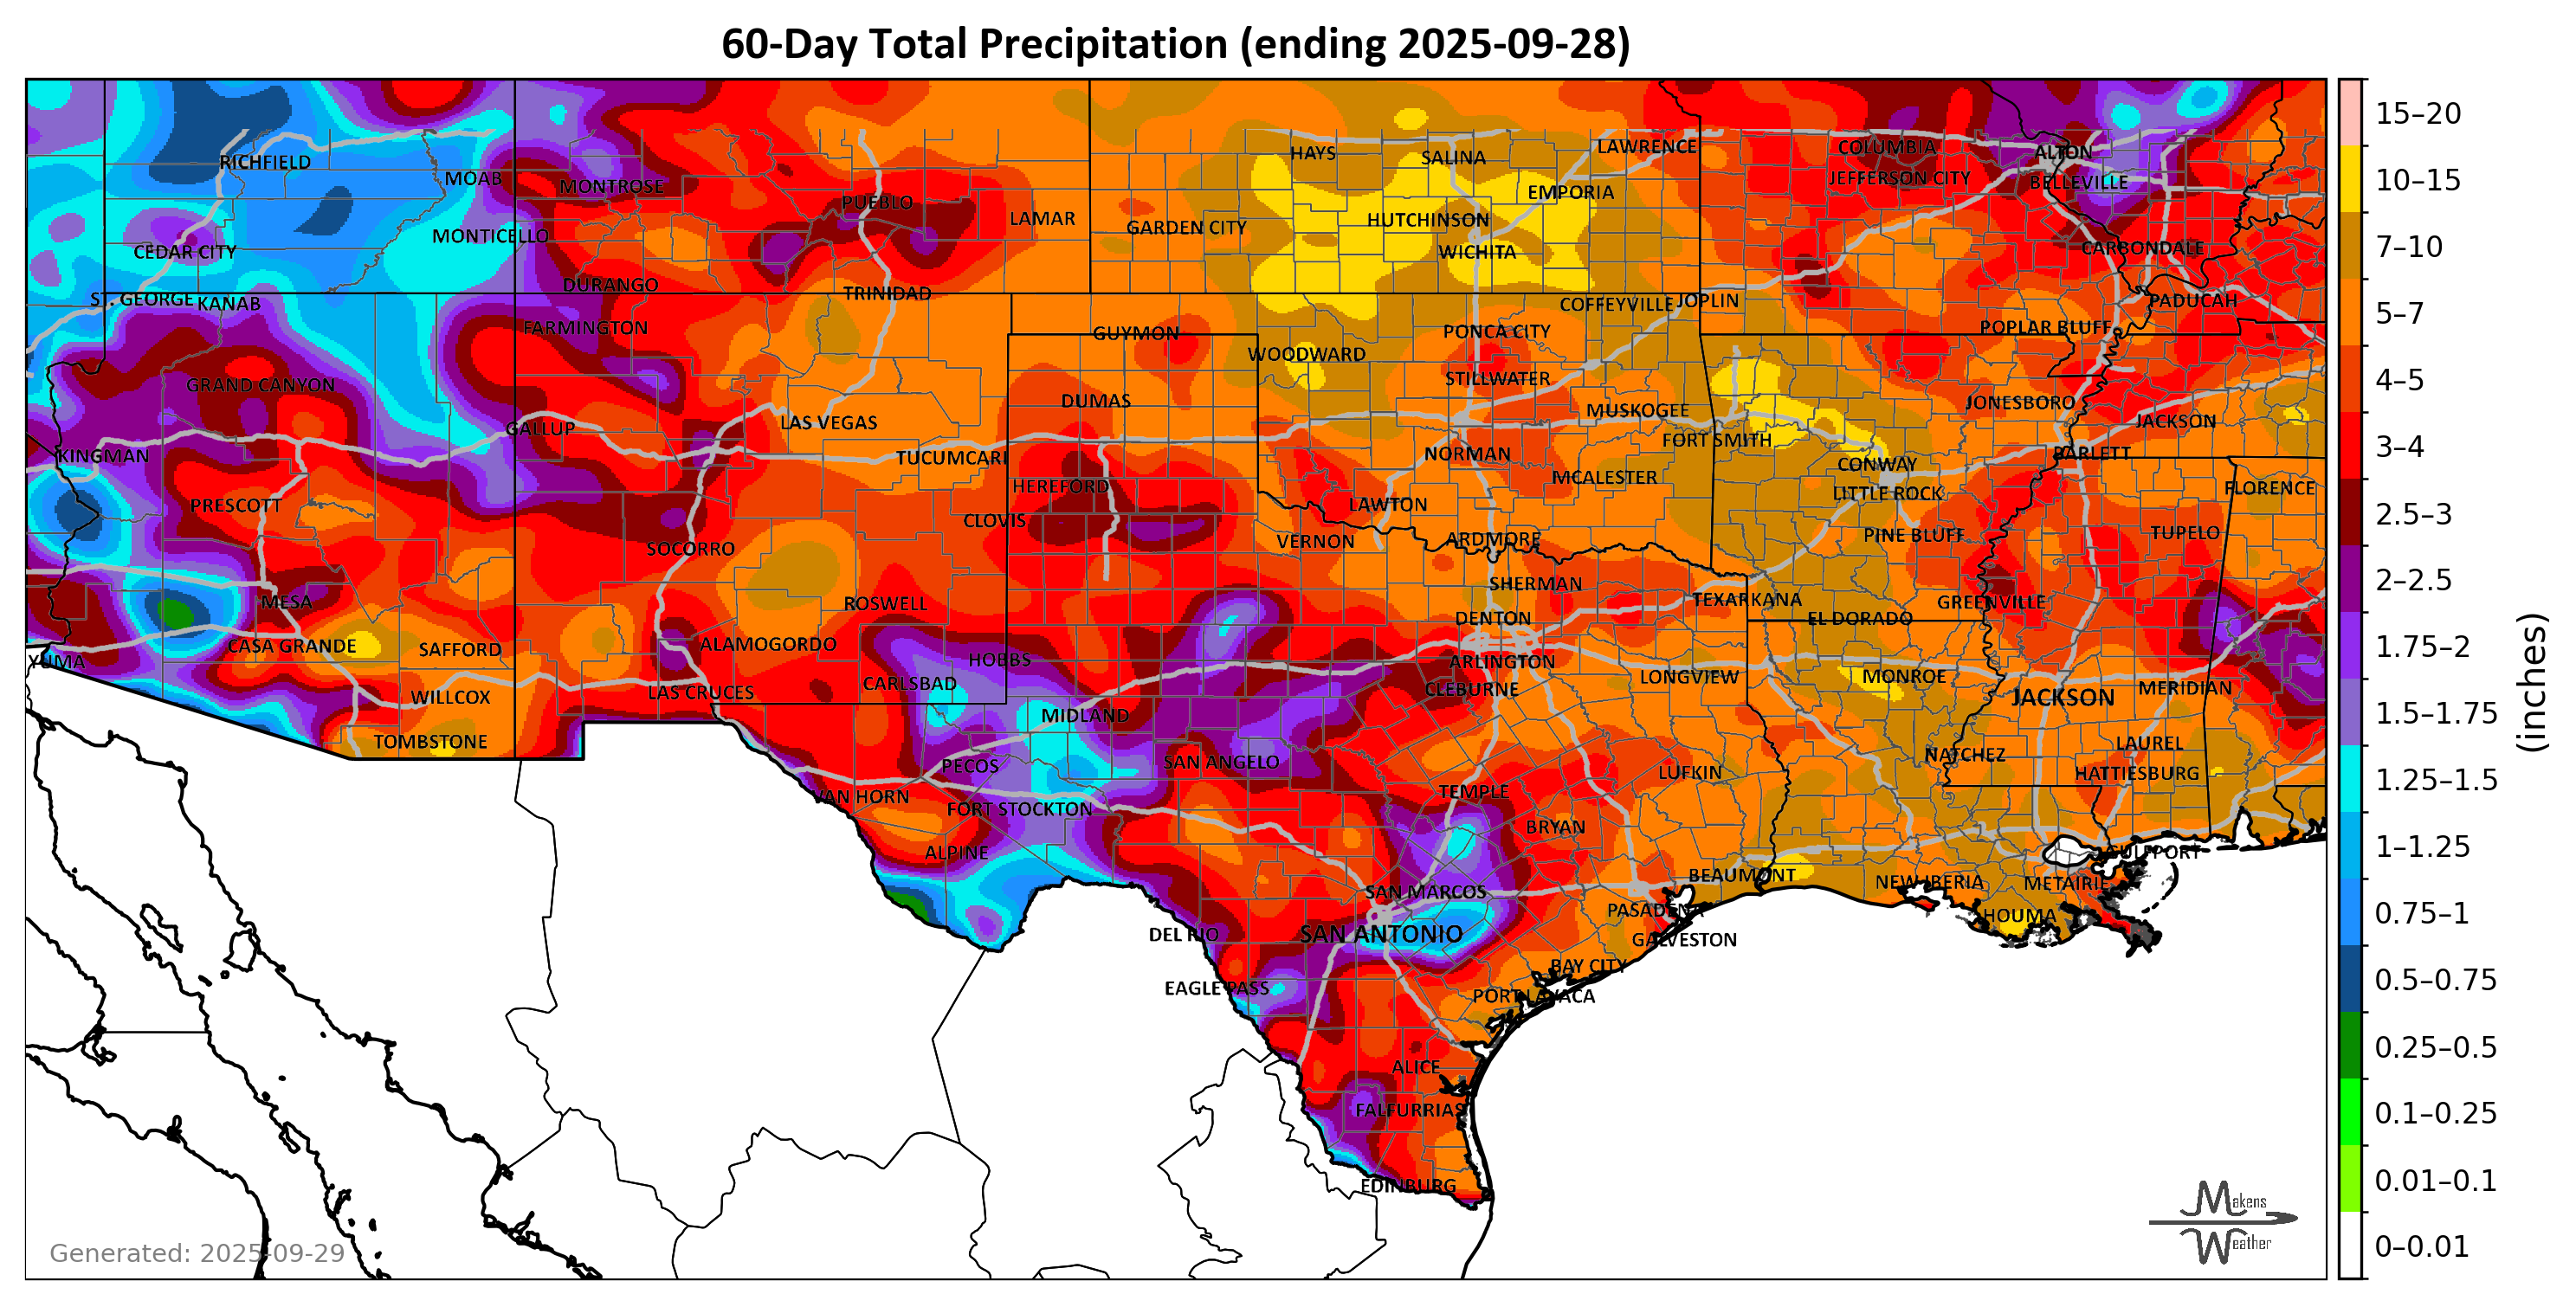 60-Day Total Precipitation (ending 2025-09-28)
RICHFIELD
MOAB
MONTROSE
PUEBLO
LAMAR
HAYS
SALINA
LAWRENCE
COLUMBIA
ALTON
JEFFERSON CITY
BELLEVILLE
EMPORIA
GARDEN CITY
HUTCHINSON
WICHITA
CEDAR CITY
MONTICELLO
CARBONDALE
DURANGO
TRINIDAD
ST. GEORGE
KANAB
COFFEYVILLE
JOPLIN
PADUCAH
FARMINGTON
GUYMON
PONCA CITY
POPLAR BLUFF
WOODWARD
GRAND CANYON
STILLWATER
DUMAS
MUSKOGEE
JONESBORO
JACKSON
GALLUP
LAS VEGAS
FORT SMITH
KINGMAN
TUCUMCARI
NORMAN
BARLETT
CONWAY
HEREFORD
MCALESTER
LITTLE ROCK
FLORENCE
PRESCOTT
LAWTON
CLOVIS
SOCORRO
VERNON
ARDMORE
PINE BLUFF
TUPELO
SHERMAN
MESA
ROSWELL
TEXARKANA
GREENVILLE
DENTON
EL DORADO
CASA GRANDE
SAFFORD
ALAMOGORDO
YUMA
HOBBS
ARLINGTON
CARLSBAD
CLEBURNE
LONGVIEW
MONROE
WILLCOX
LAS CRUCES
JACKSON
MERIDIAN
MIDLAND
TOMBSTONE
PECOS
SAN ANGELO
NATCHEZ
LAUREL
LUFKIN
HATTIESBURG
VAN HORN
FORT STOCKTON
TEMPLE
BRYAN
ALPINE
GULFPORT
SAN MARCOS
BEAUMONT
NEW IBERIA
METAIRIE
PASADENA
HOUMA
DEL RIO
SAN ANTONIO
GALVESTON
BAY CITY
EAGLE PASS
PORT LAVACA
ALICE
FALFURRIAS
EDINBURG
Generated: 2025-09-29
Makens
Weather
15–20
10–15
7–10
5–7
4–5
3–4
2.5–3
2–2.5
1.75–2
1.5–1.75
1.25–1.5
1–1.25
0.75–1
0.5–0.75
0.25–0.5
0.1–0.25
0.01–0.1
0–0.01
(inches)